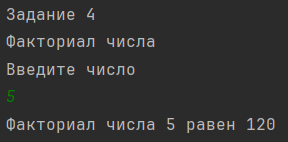 Задание 4
Факториал числа
Введите число
5
Факториал числа 5 равен 120